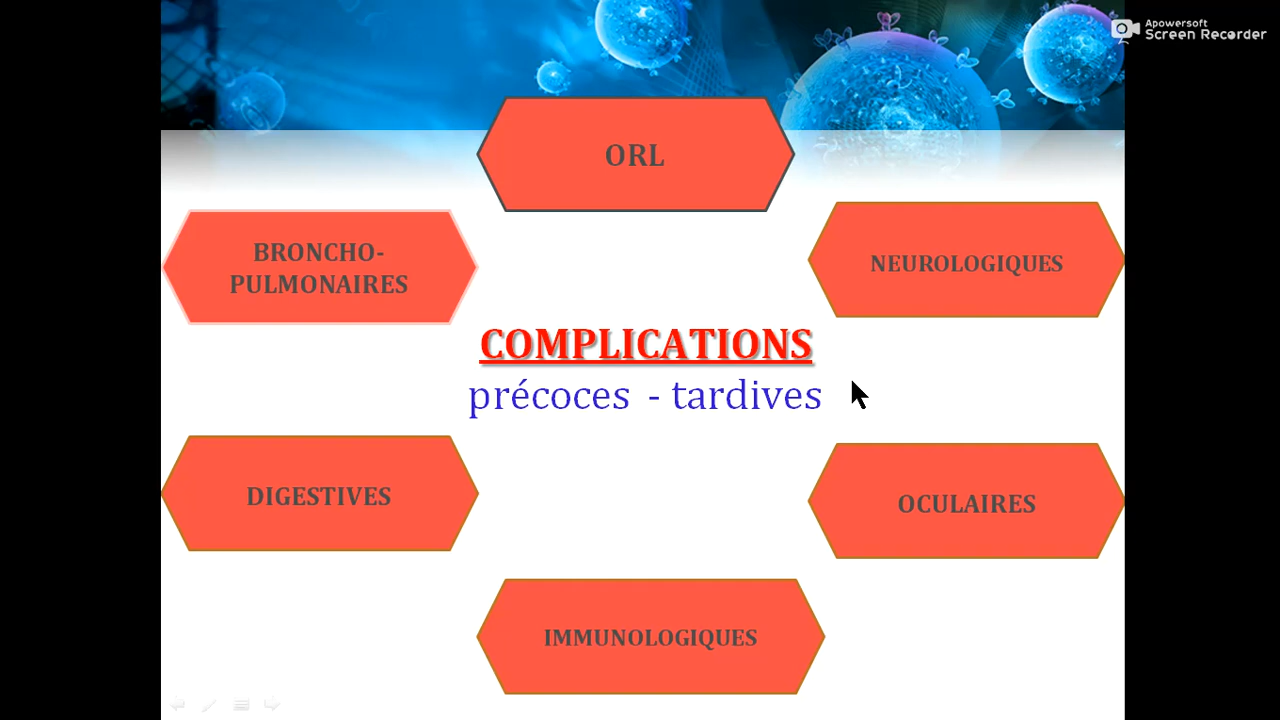 Apowersoft
Screen Recorder
ORL
BRONCHO-
PULMONAIRES
NEUROLOGIQUES
COMPLICATIONS
précoces - tardives
DIGESTIVES
OCULAIRES
IMMUNOLOGIQUES